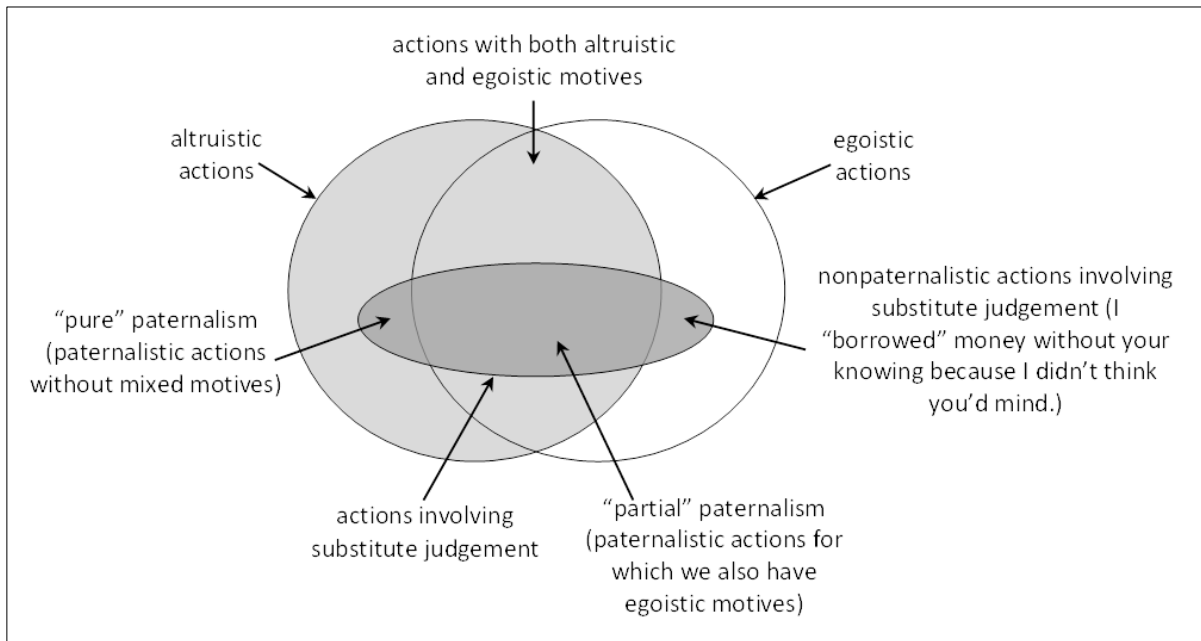 actions with both altruistic
and egoistic motives
altruistic
actions
egoistic
actions
“pure” paternalism
(paternalistic actions
without mixed motives)
nonpaternalistic actions involving
substitute judgement (I
“borrowed” money without your
knowing because I didn’t think
you’d mind.)
actions involving
substitute judgement
“partial” paternalism
(paternalistic actions for
which we also have
egoistic motives)